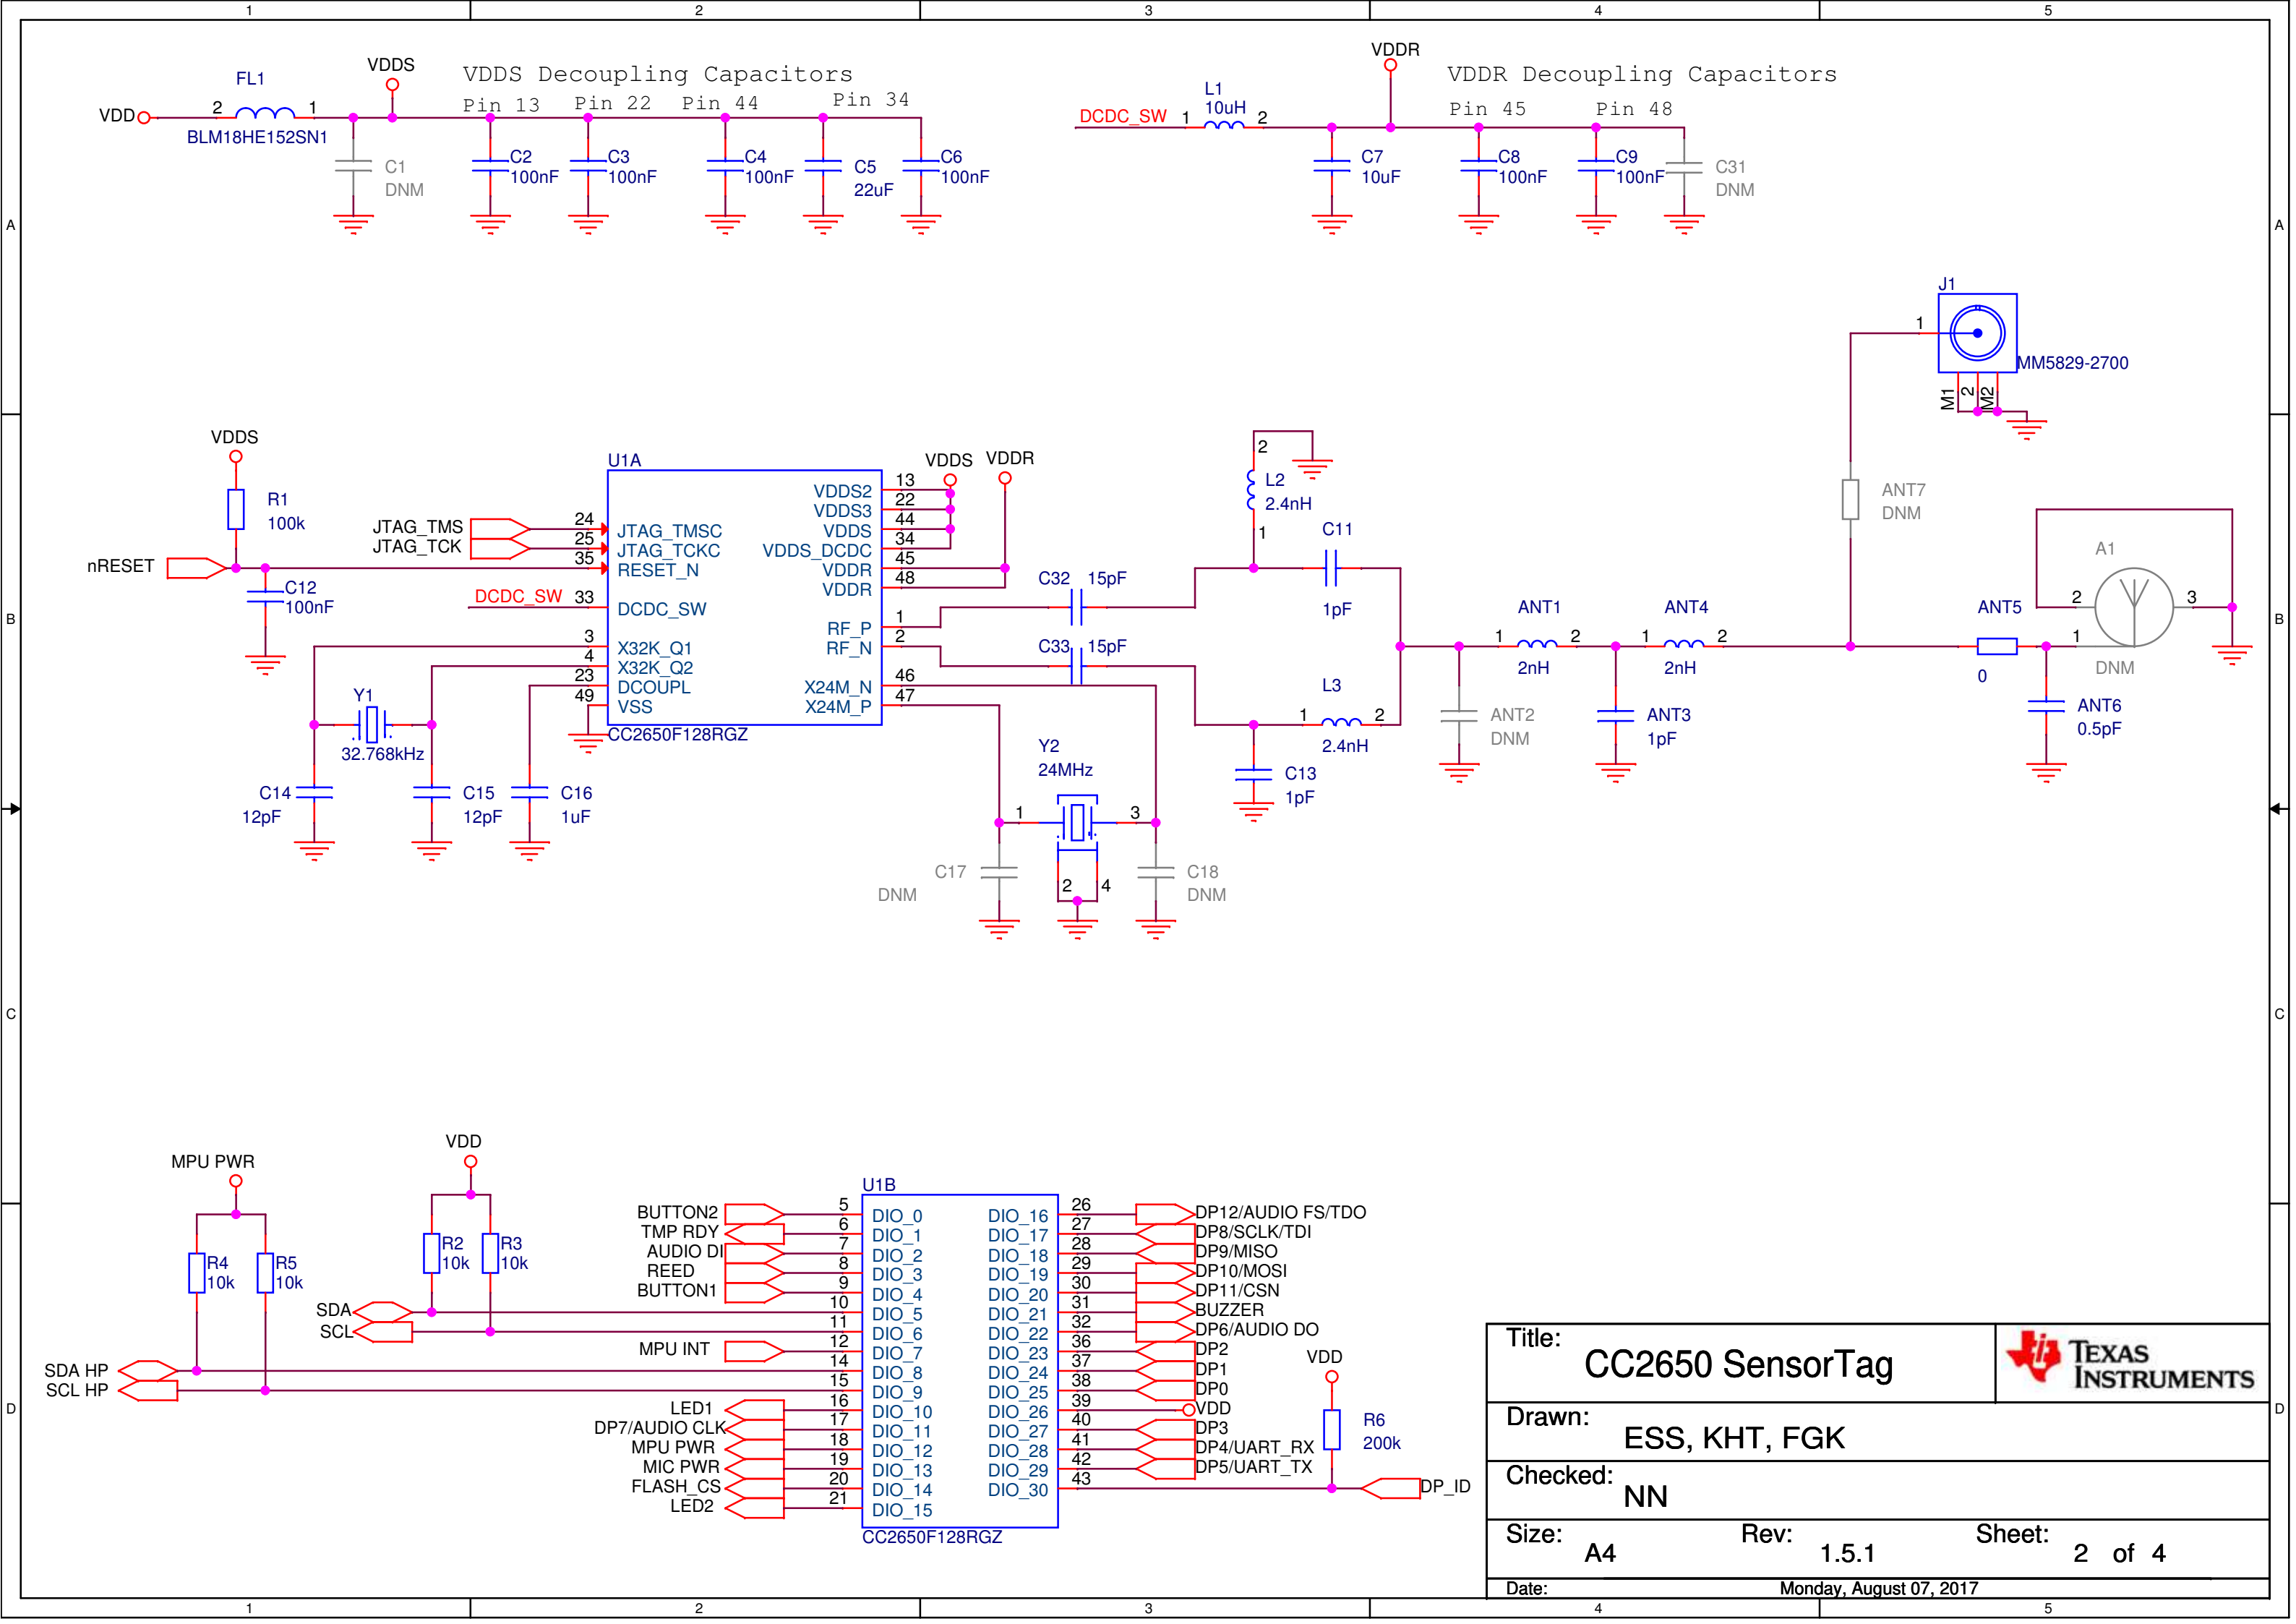 1 2 3 4 5
VDDR
VDDS
VDDS Decoupling Capacitors
VDDR Decoupling Capacitors
FL1
Pin 13 Pin 22 Pin 44 Pin 34
L1
10uH
Pin 45 Pin 48
VDD 2 1
DCDC_SW 1 2
BLM18HE152SN1
C1
DNM
C2
100nF
C3
100nF
C4
100nF
C5
22uF
C6
100nF
C7
10uF
C8
100nF
C9
100nF
C31
DNM
A A
J1
1
MM5829-2700
M1 2 M2
VDDS
R1
100k
nRESET
C12
100nF
JTAG_TMS
JTAG_TCK
DCDC_SW
U1A
24 JTAG_TMSC
25 JTAG_TCKC
35 RESET_N
33 DCDC_SW
3 X32K_Q1
4 X32K_Q2
23 DCOUPL
49 VSS
VDDS2 13
VDDS3 22
VDDS 44
VDDS_DCDC 34
VDDR 45
VDDR 48
RF_P 1
RF_N 2
X24M_N 46
X24M_P 47
CC2650F128RGZ
VDDS VDDR
Y1
32.768kHz
C14
12pF
C15
12pF
C16
1uF
C32 15pF
C33 15pF
2
L2
2.4nH
1
C11
1pF
L3
1 2
2.4nH
C13
1pF
Y2
24MHz
1 3
2 4
C17
DNM
C18
DNM
ANT1
1 2
2nH
ANT2
DNM
ANT3
1pF
ANT4
1 2
2nH
ANT7
DNM
ANT5
0
ANT6
0.5pF
A1
2 3
1
DNM
B B
C C
MPU PWR
VDD
R4
10k
R5
10k
R2
10k
R3
10k
SDA
SCL
SDA HP
SCL HP
U1B
BUTTON2 5 DIO_0
TMP RDY 6 DIO_1
AUDIO DI 7 DIO_2
REED 8 DIO_3
BUTTON1 9 DIO_4
10 DIO_5
11 DIO_6
MPU INT 12 DIO_7
14 DIO_8
15 DIO_9
LED1 16 DIO_10
DP7/AUDIO CLK 17 DIO_11
MPU PWR 18 DIO_12
MIC PWR 19 DIO_13
FLASH_CS 20 DIO_14
LED2 21 DIO_15
DIO_16 26 DP12/AUDIO FS/TDO
DIO_17 27 DP8/SCLK/TDI
DIO_18 28 DP9/MISO
DIO_19 29 DP10/MOSI
DIO_20 30 DP11/CSN
DIO_21 31 BUZZER
DIO_22 32 DP6/AUDIO DO
DIO_23 36 DP2
DIO_24 37 DP1
DIO_25 38 DP0
DIO_26 39 VDD
DIO_27 40 DP3
DIO_28 41 DP4/UART_RX
DIO_29 42 DP5/UART_TX
DIO_30 43 DP_ID
CC2650F128RGZ
VDD
R6
200k
D D
Title:
CC2650 SensorTag
TEXAS
INSTRUMENTS
Drawn:
ESS, KHT, FGK
Checked:
NN
Size: A4 Rev: 1.5.1 Sheet: 2 of 4
Date: Monday, August 07, 2017
1 2 3 4 5